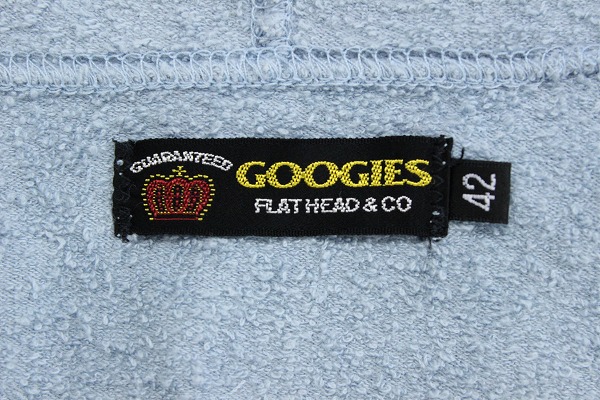 GUARANTEED
GOOGIES
FLAT HEAD & CO
42